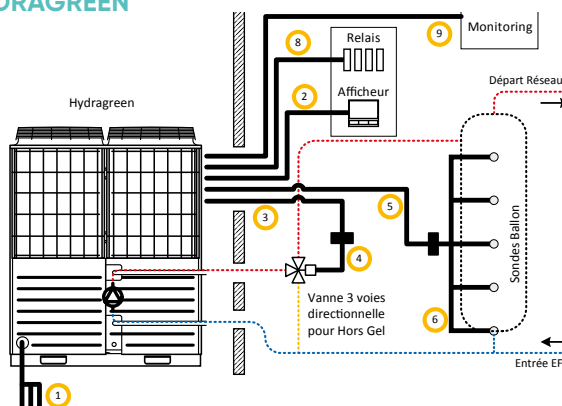 DRAGREEN
9
Monitoring
8
Relais
Départ Réseau
2
Afficheur
Hydragreen
3
5
Sondes Ballon
4
Vanne 3 voies
directionnelle
pour Hors Gel
6
Entrée EF
1